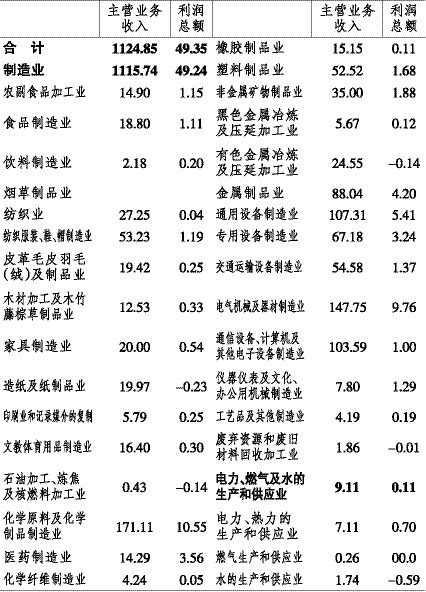 主营业务 利润 主营业务 利润
收入 总额 收入 总额
合 计 1124.85 49.35 橡胶制品业 15.15 0.11
制造业 1115.74 49.24 塑料制品业 52.52 1.68
农副食品加工业 14.90 1.15 非金属矿物制品业 35.00 1.88
食品制造业 18.80 1.11 黑色金属冶炼
及压延加工业 5.67 0.12
饮料制造业 2.18 0.20 有色金属冶炼
及压延加工业 24.55 -0.14
烟草制品业 金属制品业 88.04 4.20
纺织业 27.25 0.04 通用设备制造业 107.31 5.41
纺织服装、鞋、帽制造业 53.23 1.19 专用设备制造业 67.18 3.24
皮革毛皮羽毛
(绒)及制品业 19.42 0.25 交通运输设备制造业 54.58 1.37
木材加工及木竹
藤棕草制品业 12.53 0.33 电气机械及器材制造业 147.75 9.76
家具制造业 20.00 0.54 通信设备、计算机及
其他电子设备制造业 103.59 1.00
造纸及纸制品业 19.97 -0.23 仪器仪表及文化、
办公用机械制造业 7.80 1.29
印刷业和记录媒介的复制 5.79 0.25 工艺品及其他制造业 4.19 0.19
文教体育用品制造业 16.40 0.30 废弃资源和废旧
材料回收加工业 1.86 -0.01
石油加工、炼焦
及核燃料加工业 0.43 -0.14 电力、燃气及水的
生产和供应业 9.11 0.11
化学原料及化学
制品制造业 171.11 10.55 电力、热力的
生产和供应业 7.11 0.70
医药制造业 14.29 3.56 燃气生产和供应业 0.26 00.0
化学纤维制造业 4.24 0.05 水的生产和供应业 1.74 -0.59